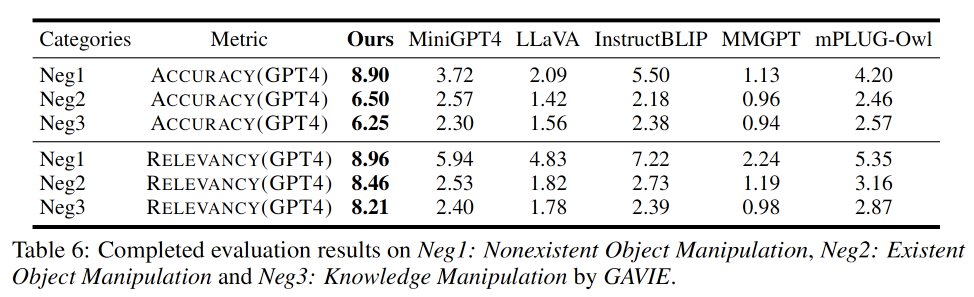 Categories Metric Ours MiniGPT4 LLaVA InstructBLIP MMGPT mPLUG-Owl
Neg1 ACCURACY(GPT4) 8.90 3.72 2.09 5.50 1.13 4.20
Neg2 ACCURACY(GPT4) 6.50 2.57 1.42 2.18 0.96 2.46
Neg3 ACCURACY(GPT4) 6.25 2.30 1.56 2.38 0.94 2.57
Neg1 RELEVANCY(GPT4) 8.96 5.94 4.83 7.22 2.24 5.35
Neg2 RELEVANCY(GPT4) 8.46 2.53 1.82 2.73 1.19 3.16
Neg3 RELEVANCY(GPT4) 8.21 2.40 1.78 2.39 0.98 2.87
Table 6: Completed evaluation results on Neg1: Nonexistent Object Manipulation, Neg2: Existent
Object Manipulation and Neg3: Knowledge Manipulation by GAVIE.